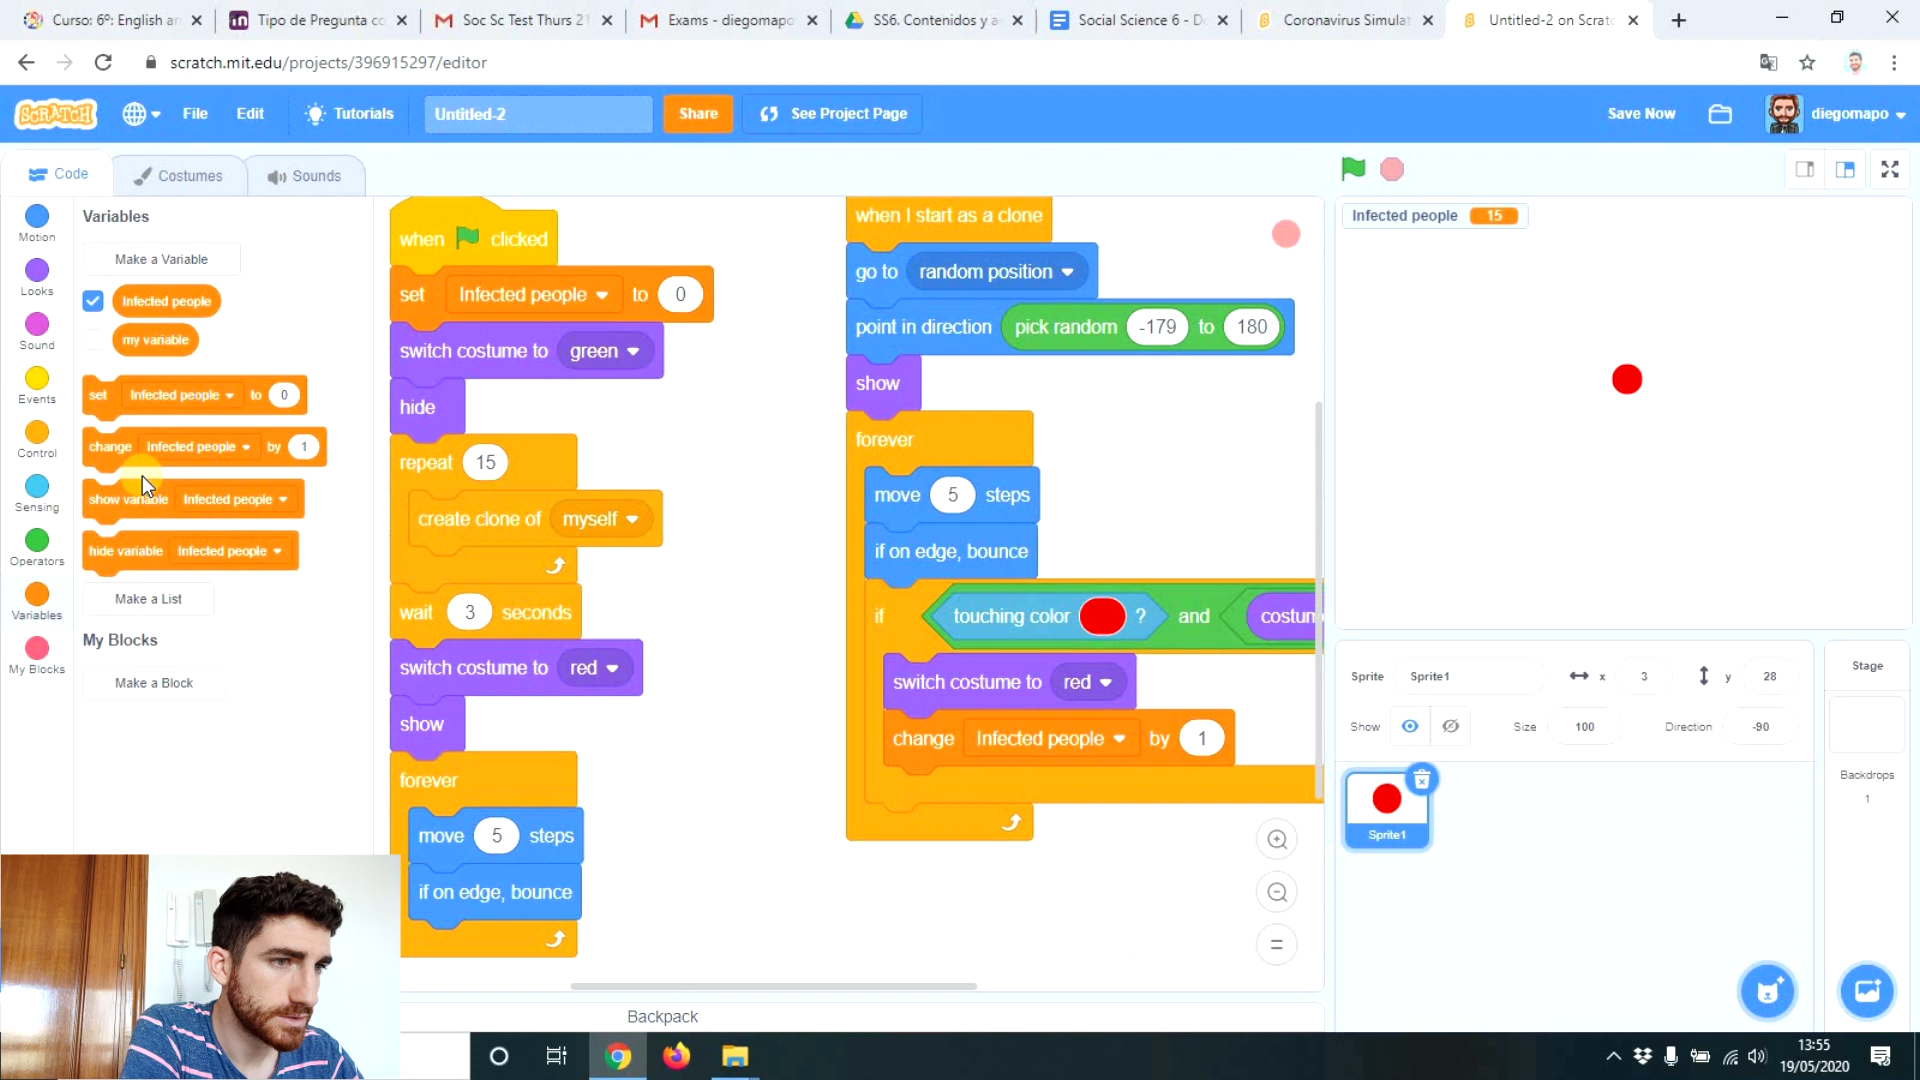 Curso: 6º: English an
Tipo de Pregunta co
Soc Sc Test Thurs 21
Exams - diegomapo
SS6. Contenidos y a
Social Science 6 - D
Coronavirus Simulat
Untitled-2 on Scratc
scratch.mit.edu/projects/396915297/editor
SCRATCH
File
Edit
Tutorials
Untitled-2
Share
See Project Page
Save Now
diegomapo
Code
Costumes
Sounds
Motion
Looks
Sound
Events
Control
Sensing
Operators
Variables
My Blocks
Variables
Make a Variable
Infected people
my variable
set Infected people to 0
change Infected people by 1
show variable Infected people
hide variable Infected people
Make a List
My Blocks
Make a Block
when clicked
set Infected people to 0
switch costume to green
hide
repeat 15
create clone of myself
wait 3 seconds
switch costume to red
show
forever
move 5 steps
if on edge, bounce
when I start as a clone
go to random position
point in direction pick random -179 to 180
show
forever
move 5 steps
if on edge, bounce
if touching color ? and costum
switch costume to red
change Infected people by 1
Backpack
Infected people 15
Sprite Sprite1 x 3 y 28
Show Size 100 Direction -90
Sprite1
Stage
Backdrops
1
13:55
19/05/2020